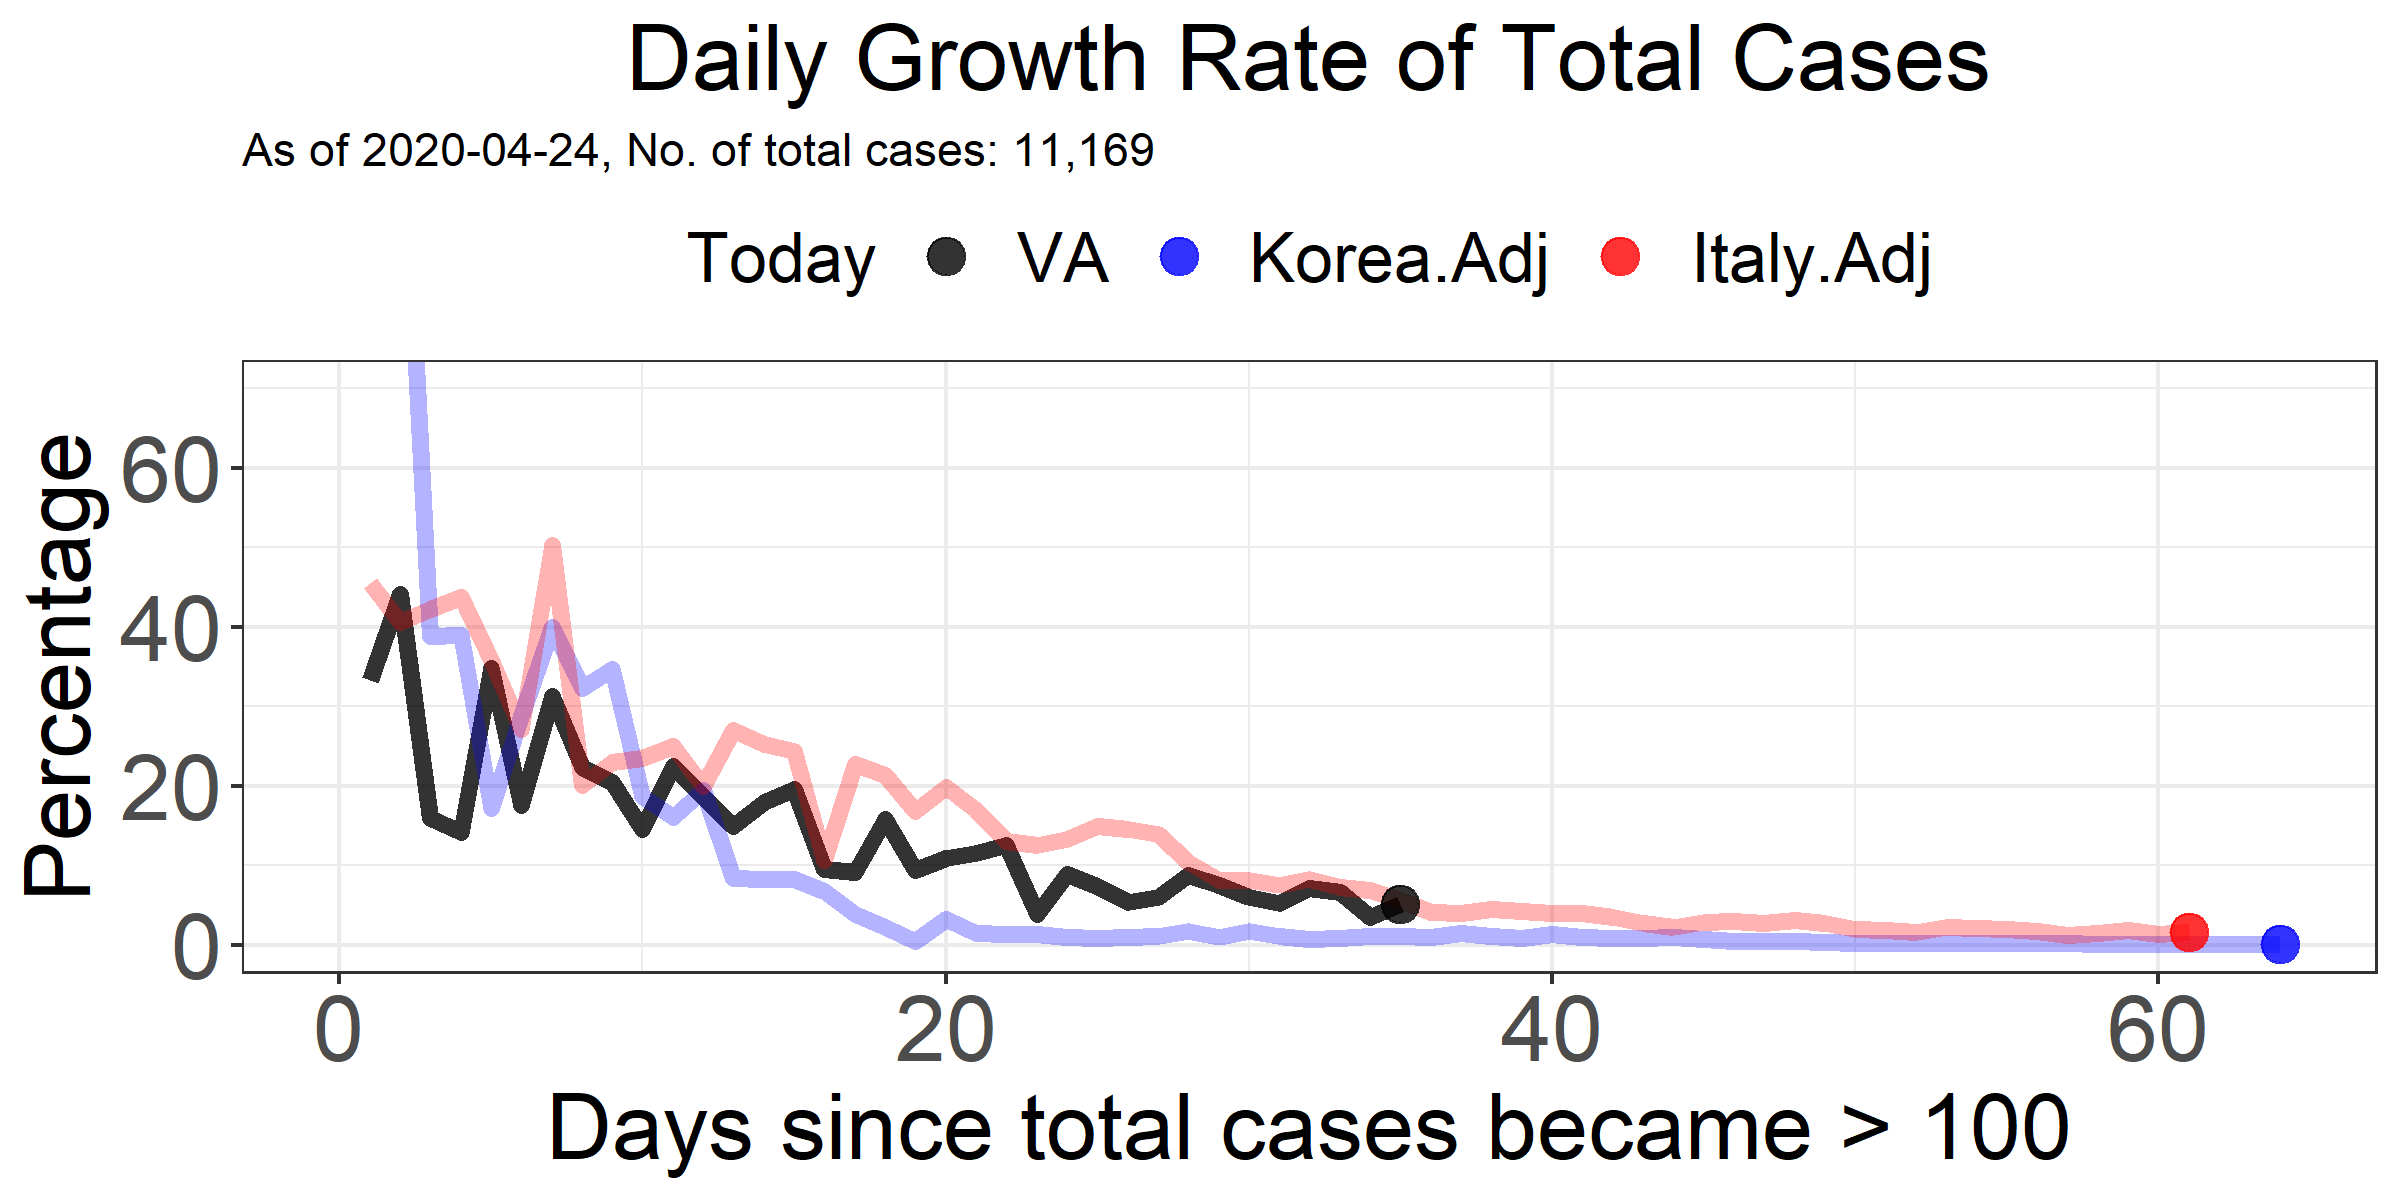 Daily Growth Rate of Total Cases
As of 2020-04-24, No. of total cases: 11,169
Today VA Korea.Adj Italy.Adj
Percentage
60
40
20
0
0 20 40 60
Days since total cases became > 100